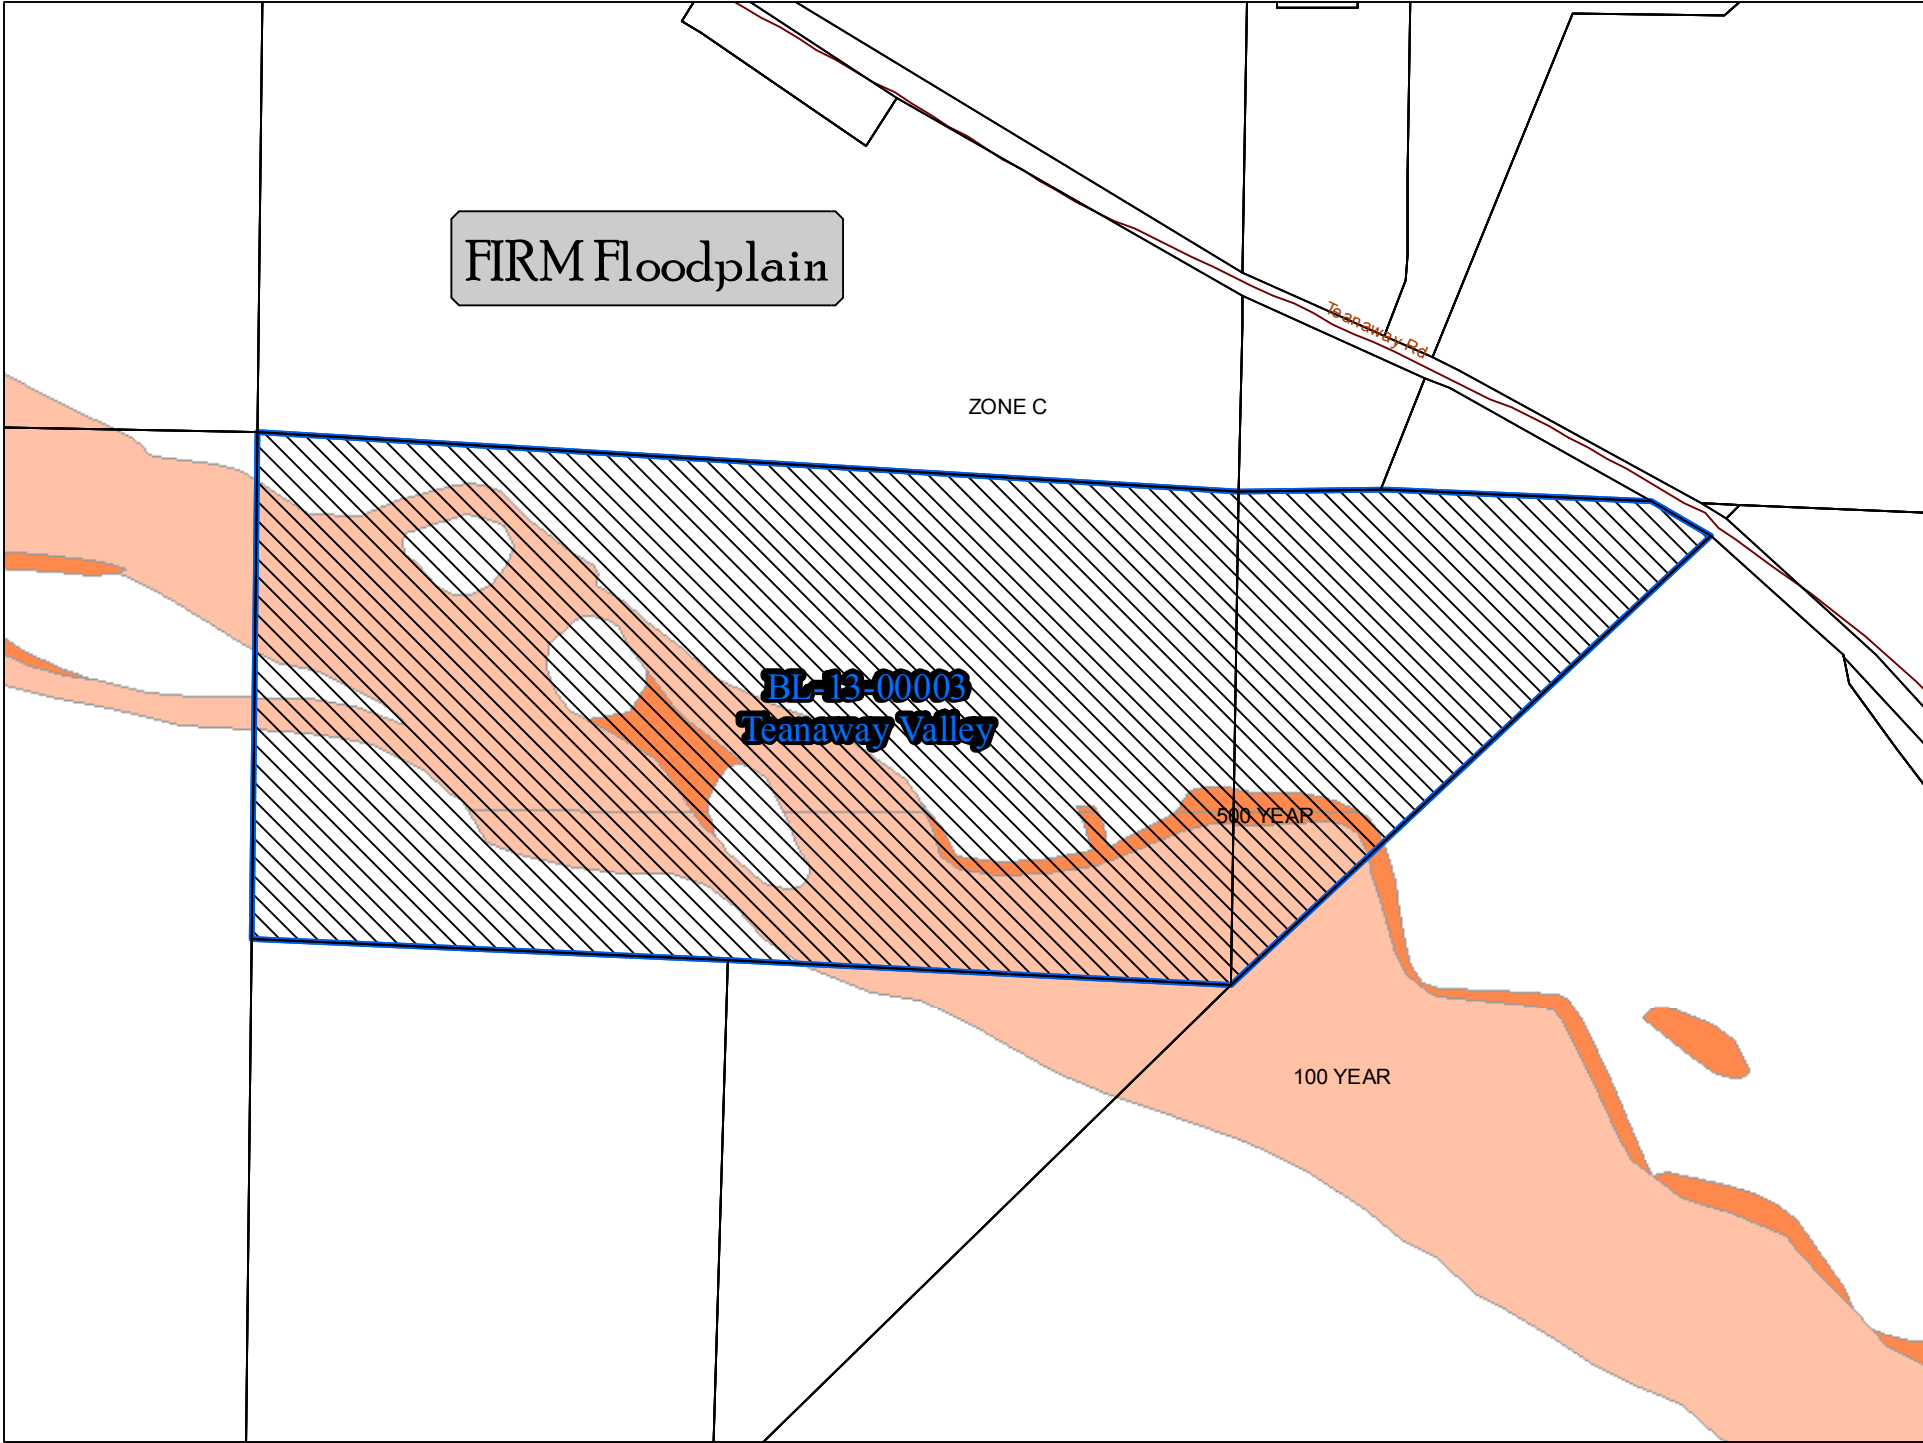 FIRM Floodplain
Teanaway Rd
ZONE C
BL-13-00003
Teanaway Valley
500 YEAR
100 YEAR